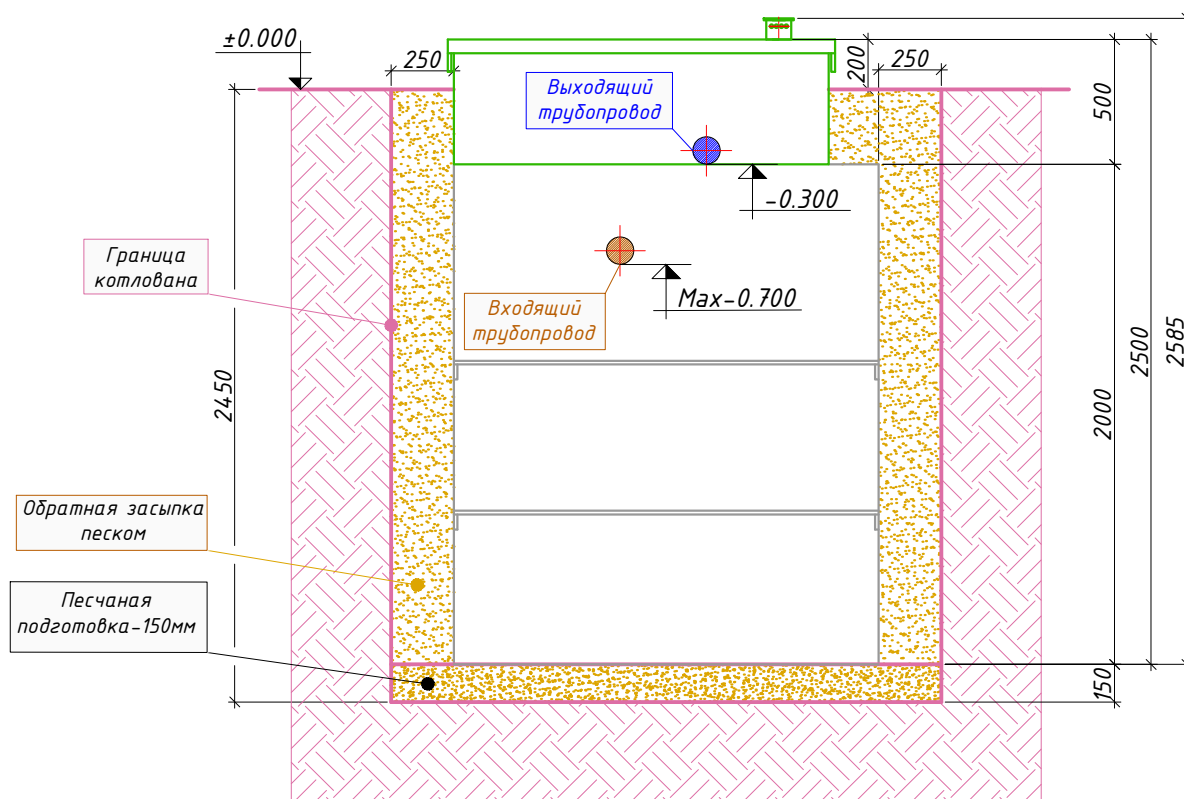 ±0.000
250
200
250
Выходящий
трубопровод
500
-0.300
Граница
котлована
Входящий
трубопровод
Max-0.700
2450
2000
2500
2585
Обратная засыпка
песком
Песчаная
подготовка-150мм
150